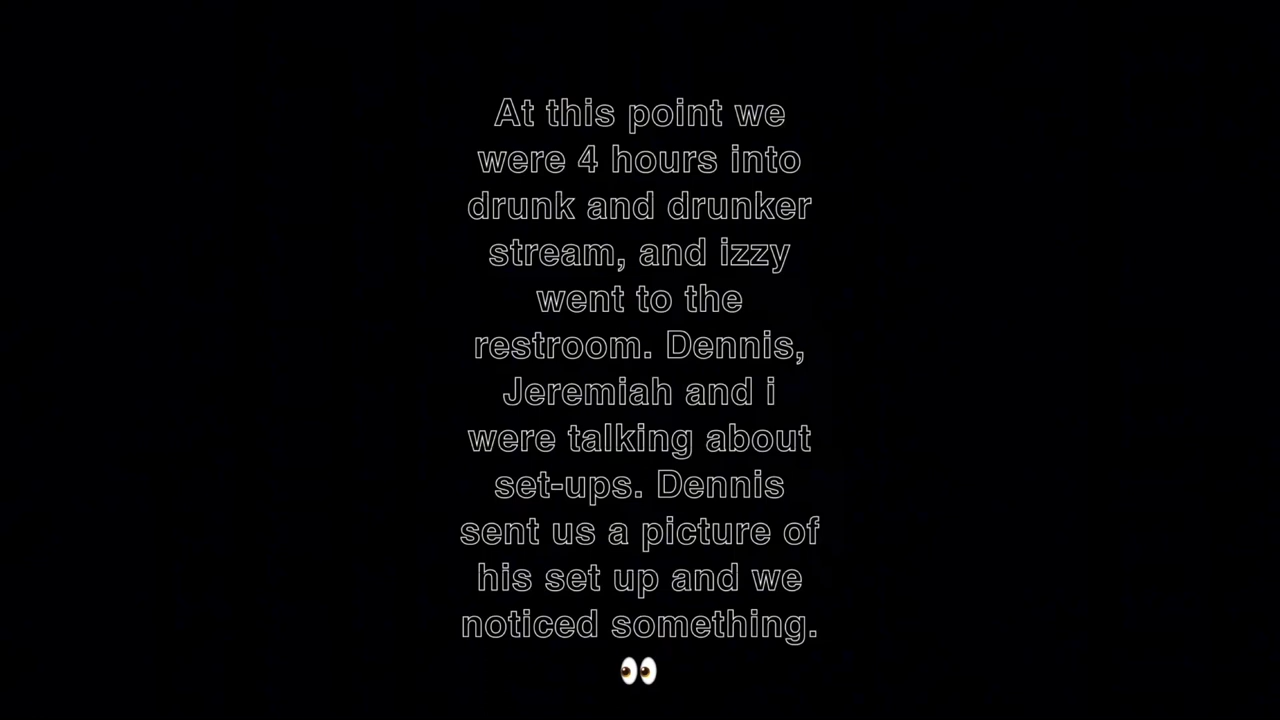 At this point we
were 4 hours into
drunk and drunker
stream, and izzy
went to the
restroom. Dennis,
Jeremiah and i
were talking about
set-ups. Dennis
sent us a picture of
his set up and we
noticed something.
👀